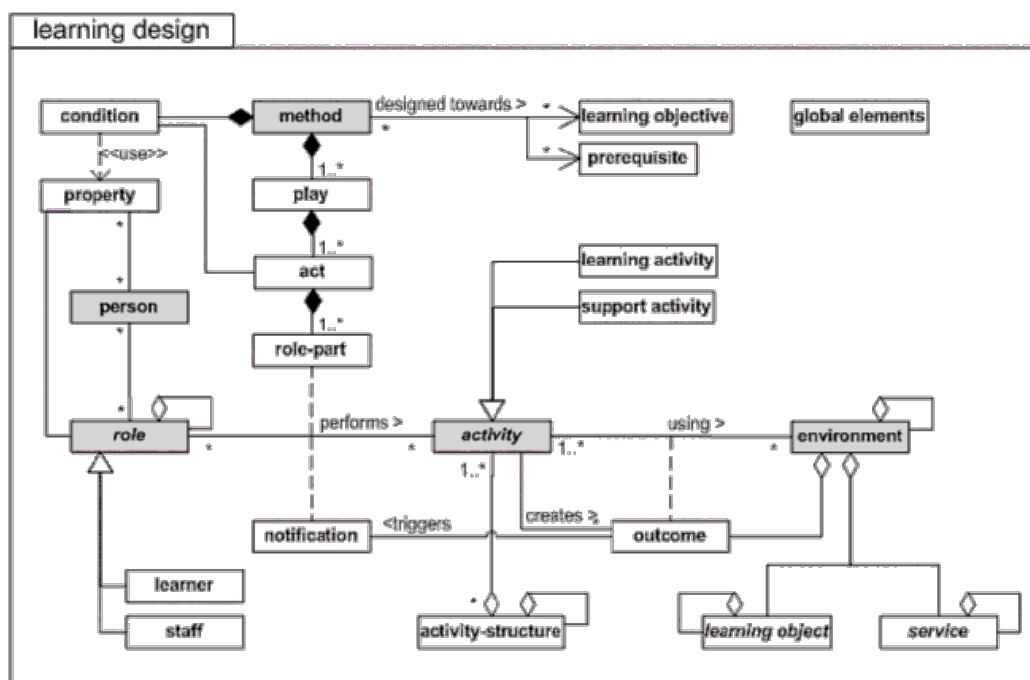 learning design
condition
method
designed towards >
*
*
learning objective
global elements
<<use>>
*
prerequisite
1..*
property
play
*
1..*
act
learning activity
*
person
support activity
*
1..*
role-part
*
role
performs >
activity
using >
environment
*
*
1..*
*
1..*
notification
<triggers
creates >
outcome
learner
*
staff
activity-structure
learning object
service